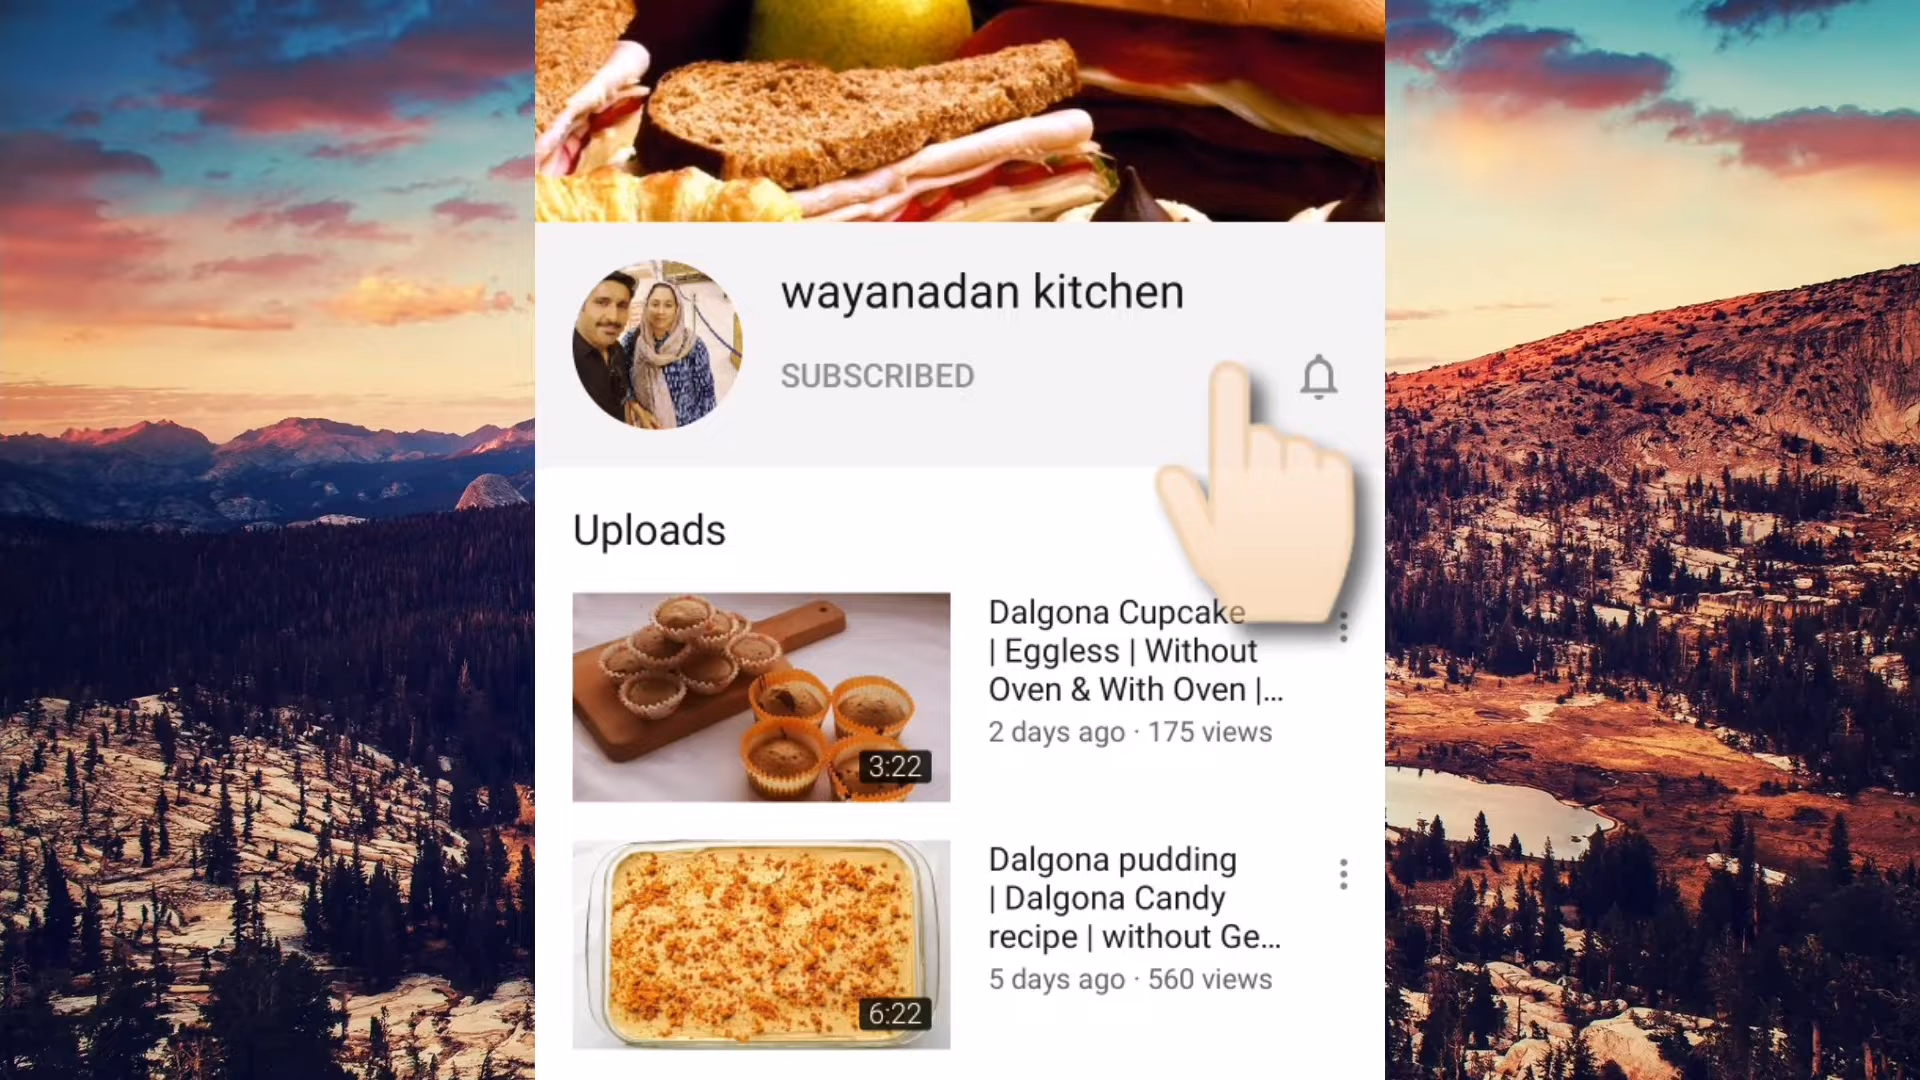 wayanadan kitchen
SUBSCRIBED
Uploads
Dalgona Cupcake
| Eggless | Without
Oven & With Oven |...
2 days ago · 175 views
3:22
Dalgona pudding
| Dalgona Candy
recipe | without Ge...
5 days ago · 560 views
6:22